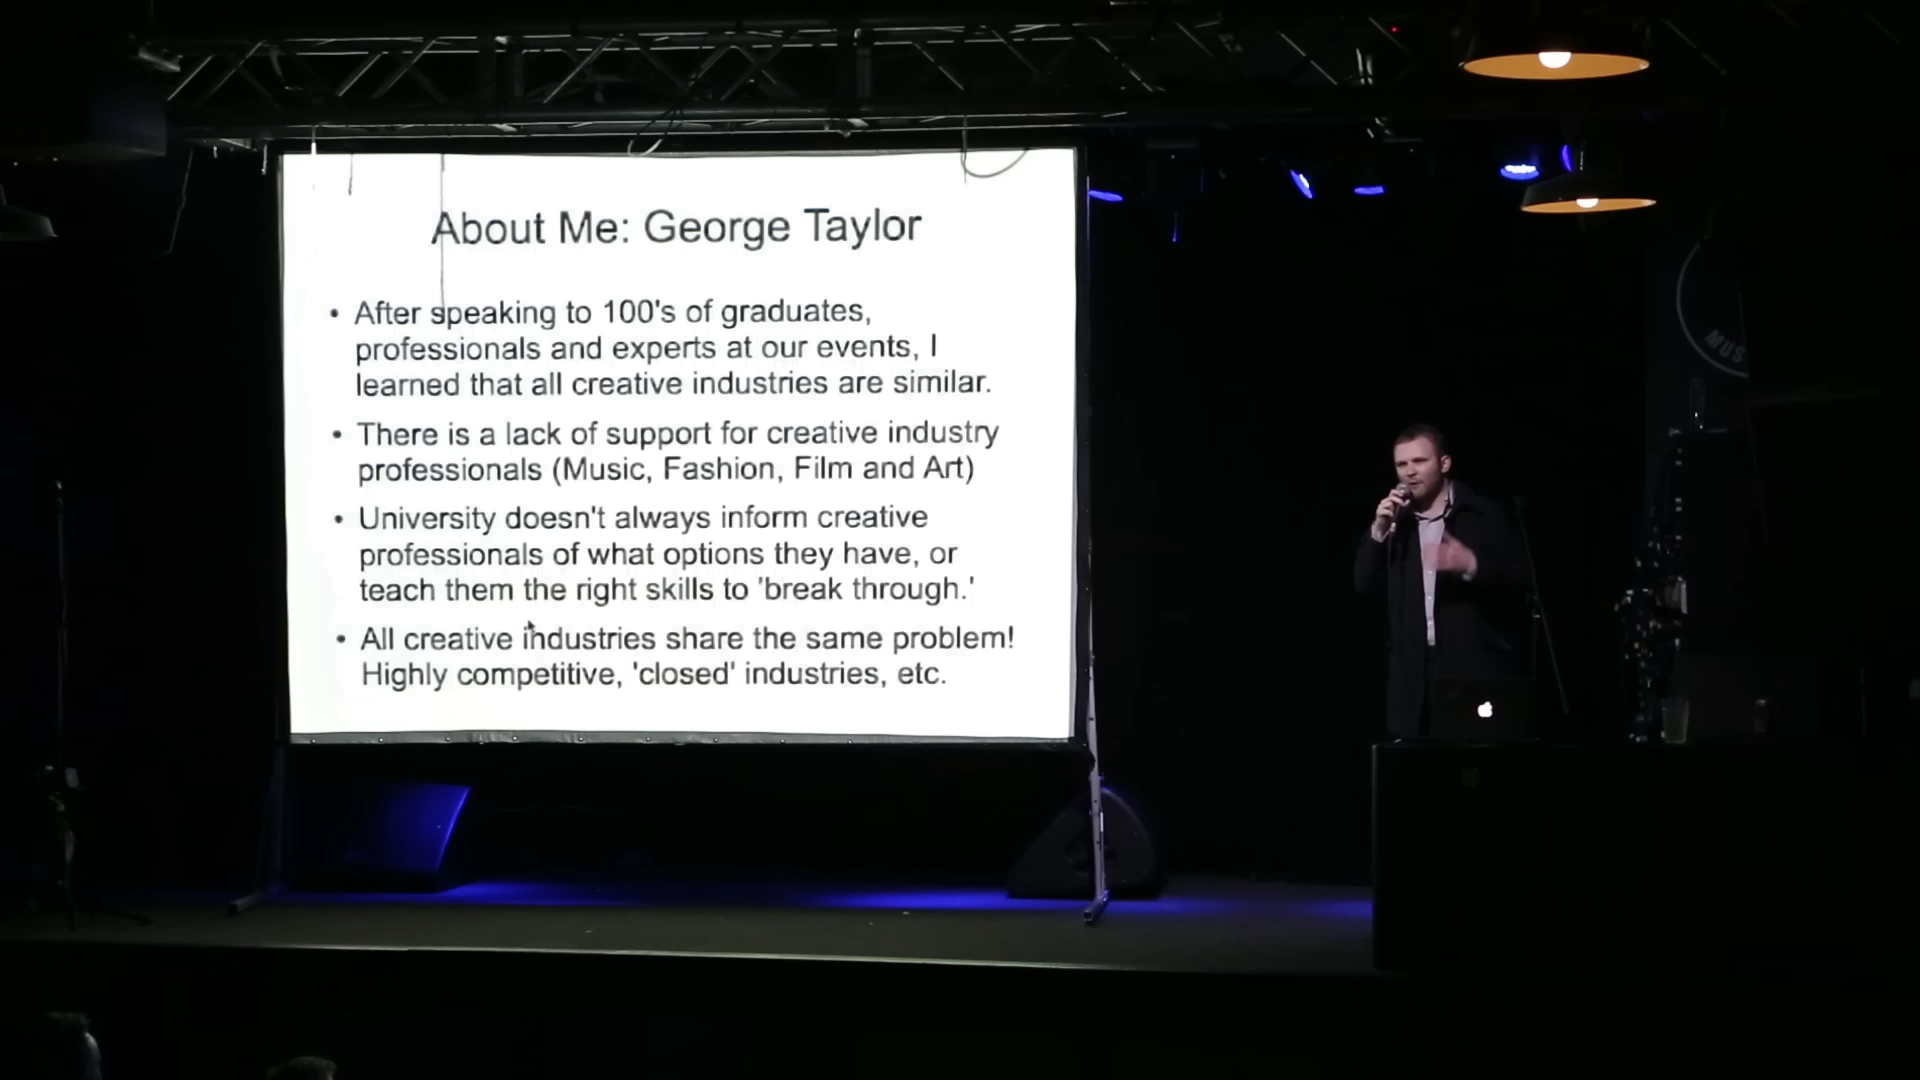 About Me: George Taylor
• After speaking to 100's of graduates,
professionals and experts at our events, I
learned that all creative industries are similar.
• There is a lack of support for creative industry
professionals (Music, Fashion, Film and Art)
• University doesn't always inform creative
professionals of what options they have, or
teach them the right skills to 'break through.'
• All creative industries share the same problem!
Highly competitive, 'closed' industries, etc.
MUS